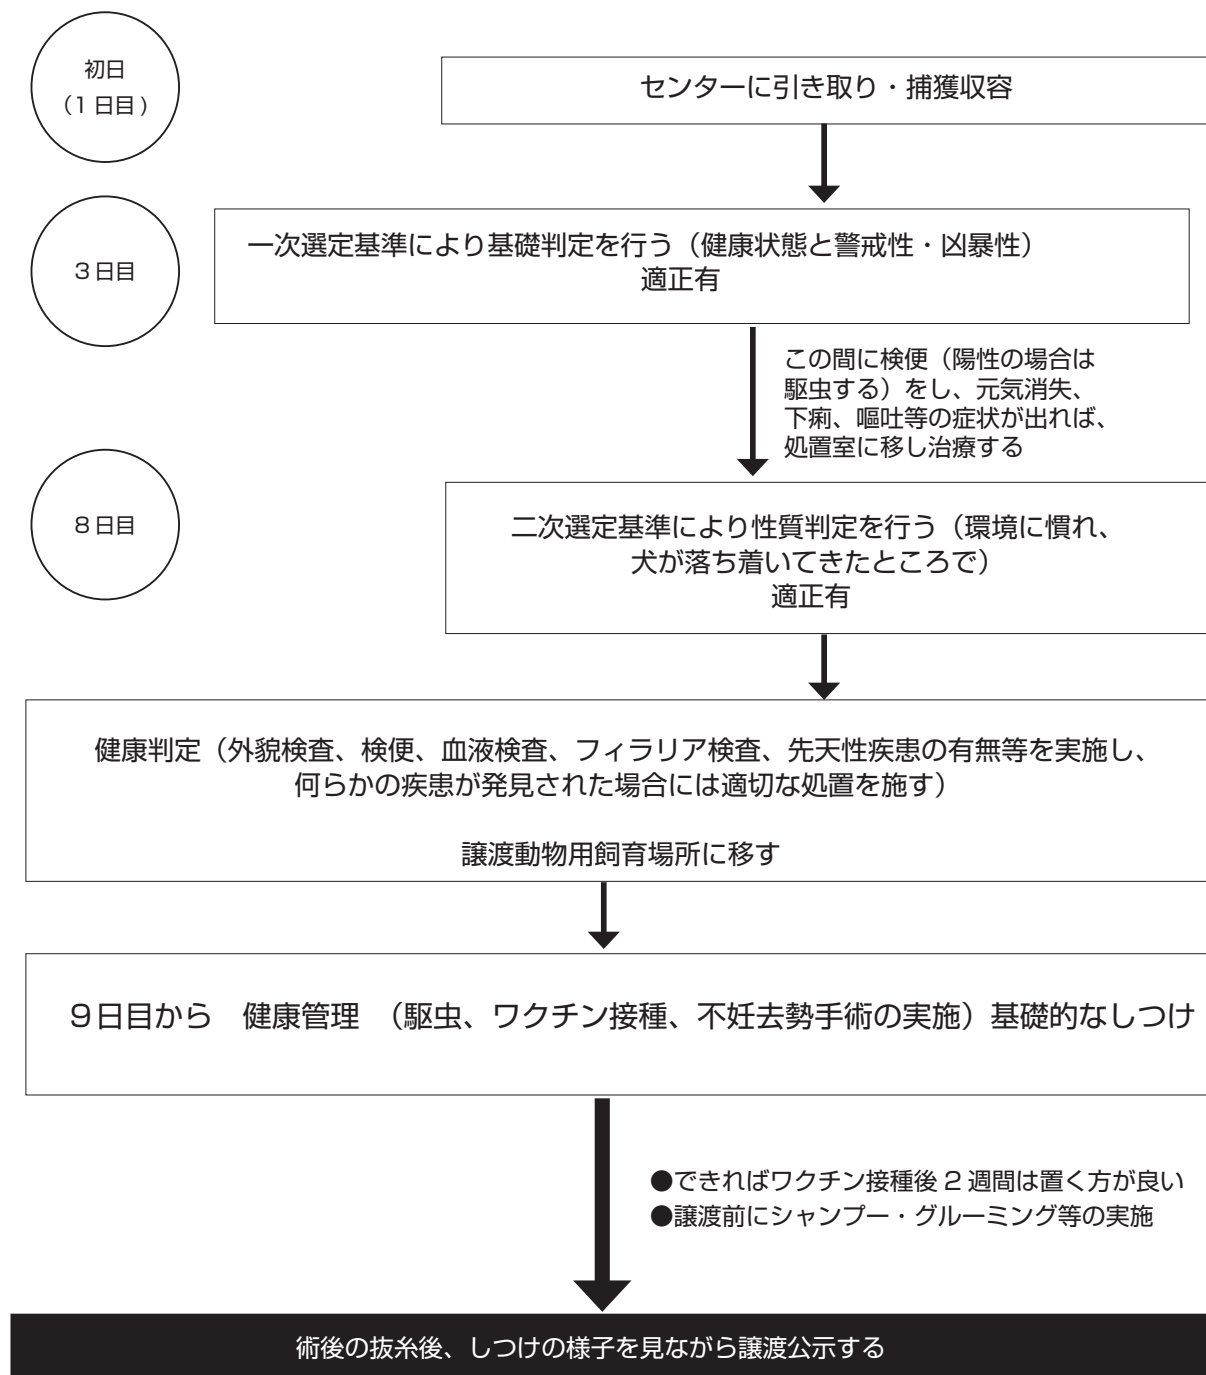 初日
（1日目)
センターに引き取り・捕獲収容
3日目
一次選定基準により基礎判定を行う（健康状態と警戒性・凶暴性）
適正有
この間に検便（陽性の場合は
駆虫する）をし、元気消失、
下痢、嘔吐等の症状が出れば、
処置室に移し治療する
8日目
二次選定基準により性質判定を行う（環境に慣れ、
犬が落ち着いてきたところで）
適正有
健康判定（外貌検査、検便、血液検査、フィラリア検査、先天性疾患の有無等を実施し、
何らかの疾患が発見された場合には適切な処置を施す）
譲渡動物用飼育場所に移す
9日目から　健康管理　（駆虫、ワクチン接種、不妊去勢手術の実施）基礎的なしつけ
●できればワクチン接種後２週間は置く方が良い
●譲渡前にシャンプー・グルーミング等の実施
術後の抜糸後、しつけの様子を見ながら譲渡公示する